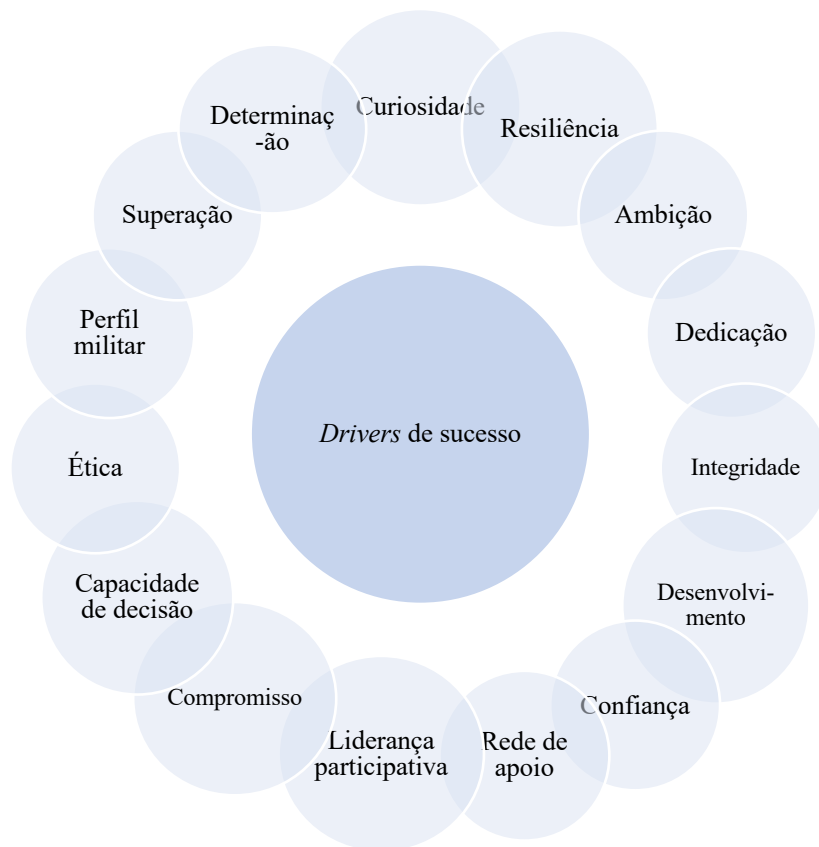 Curiosidade
Resiliência
Ambição
Dedicação
Integridade
Desenvolvi-
mento
Confiança
Rede de
apoio
Liderança
participativa
Compromisso
Capacidade
de decisão
Ética
Perfil
militar
Superação
Determinaç
-ão
Drivers de sucesso